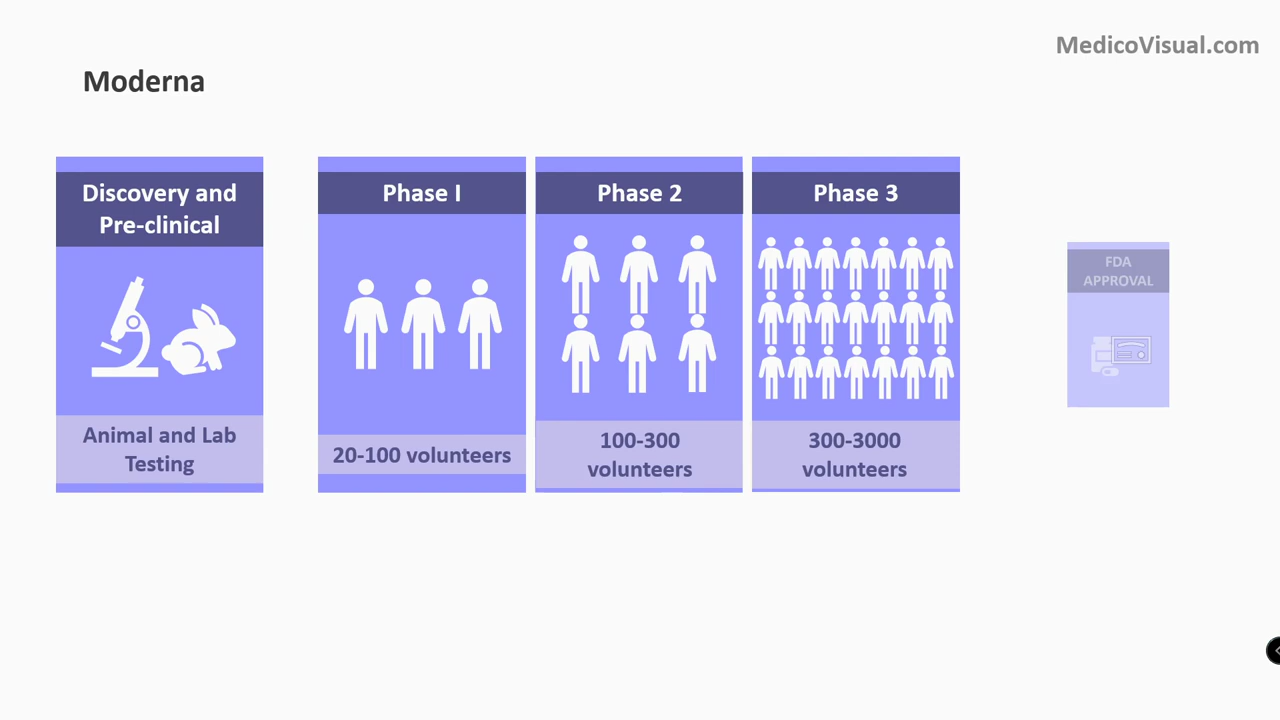 MedicoVisual.com
Moderna
Discovery and
Pre-clinical
Animal and Lab
Testing
Phase I
20-100 volunteers
Phase 2
100-300
volunteers
Phase 3
300-3000
volunteers
FDA
APPROVAL